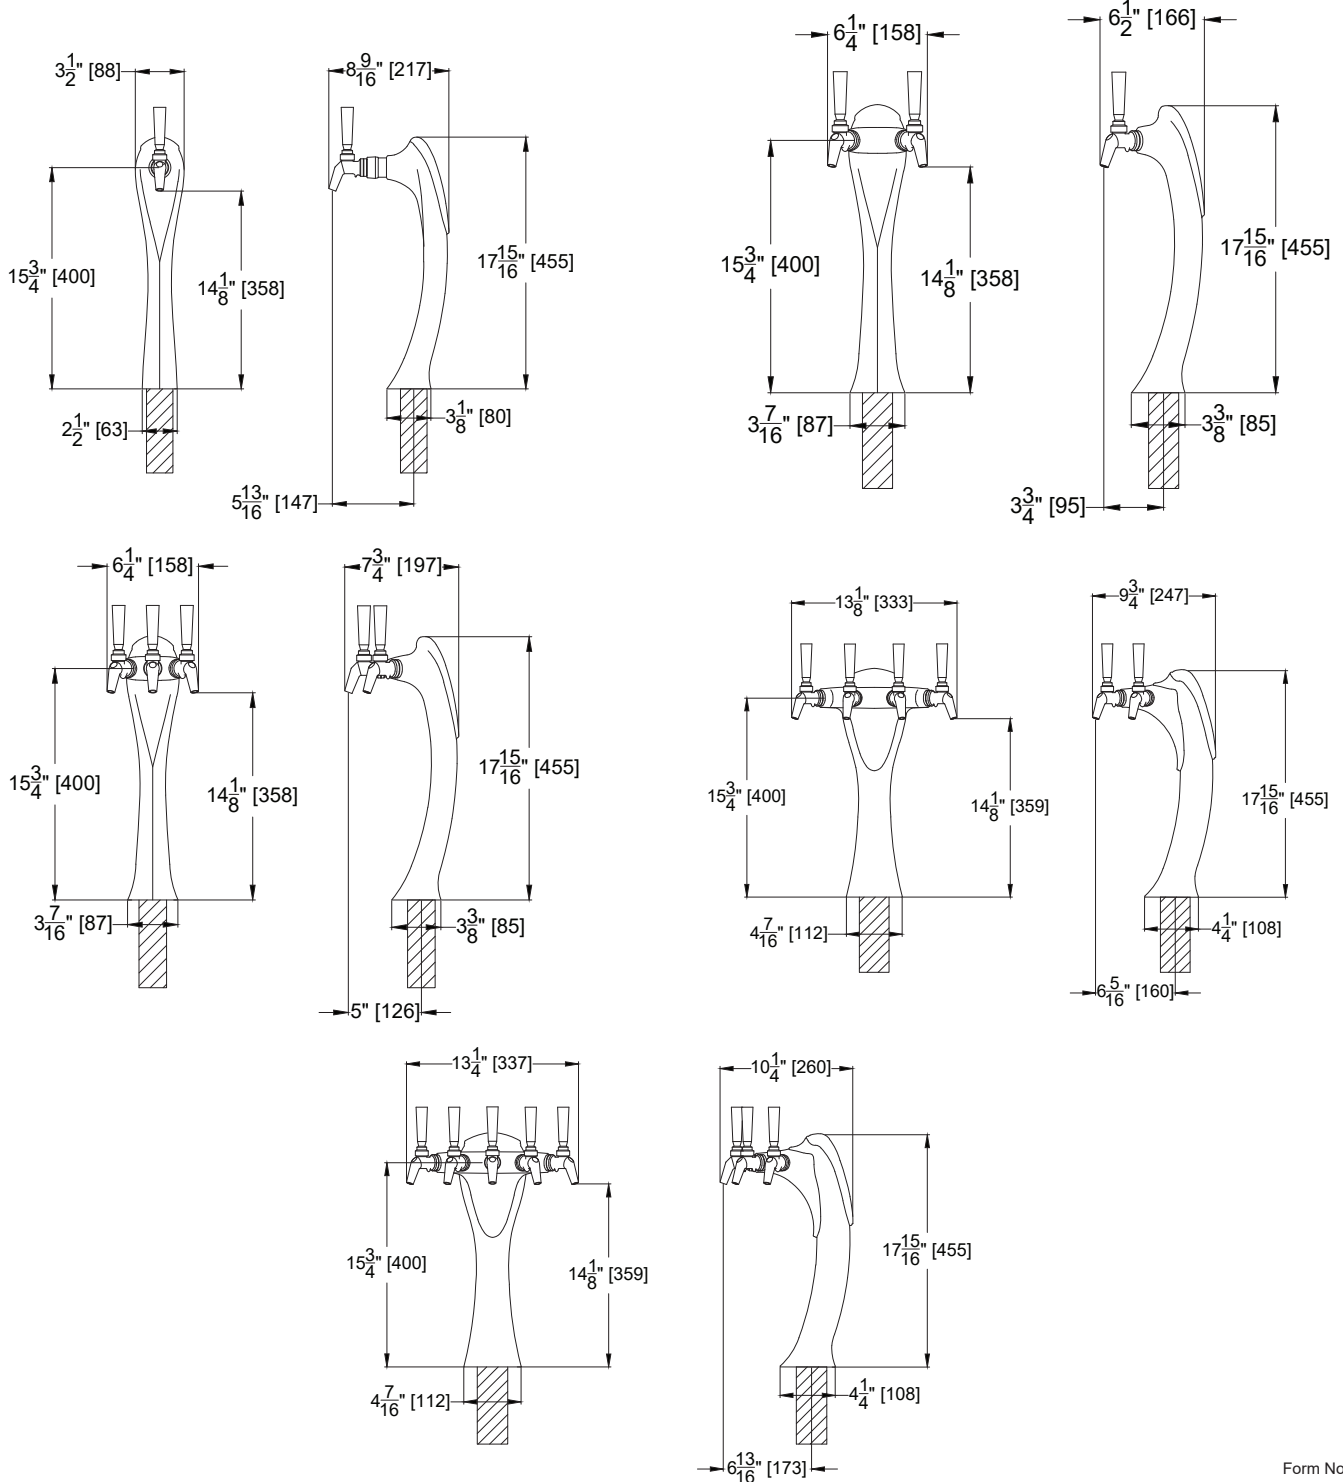 3 1/2" [88]
8 9/16" [217]
15 3/4" [400]
14 1/8" [358]
17 15/16" [455]
2 1/2" [63]
3 1/8" [80]
5 13/16" [147]
6 1/4" [158]
6 1/2" [166]
15 3/4" [400]
14 1/8" [358]
17 15/16" [455]
3 7/16" [87]
3 3/8" [85]
3 3/4" [95]
6 1/4" [158]
7 3/4" [197]
15 3/4" [400]
14 1/8" [358]
17 15/16" [455]
3 7/16" [87]
3 3/8" [85]
5" [126]
13 1/8" [333]
9 3/4" [247]
15 3/4" [400]
14 1/8" [359]
17 15/16" [455]
4 7/16" [112]
4 1/4" [108]
6 5/16" [160]
13 1/4" [337]
10 1/4" [260]
15 3/4" [400]
14 1/8" [359]
17 15/16" [455]
4 7/16" [112]
4 1/4" [108]
6 13/16" [173]
Form No